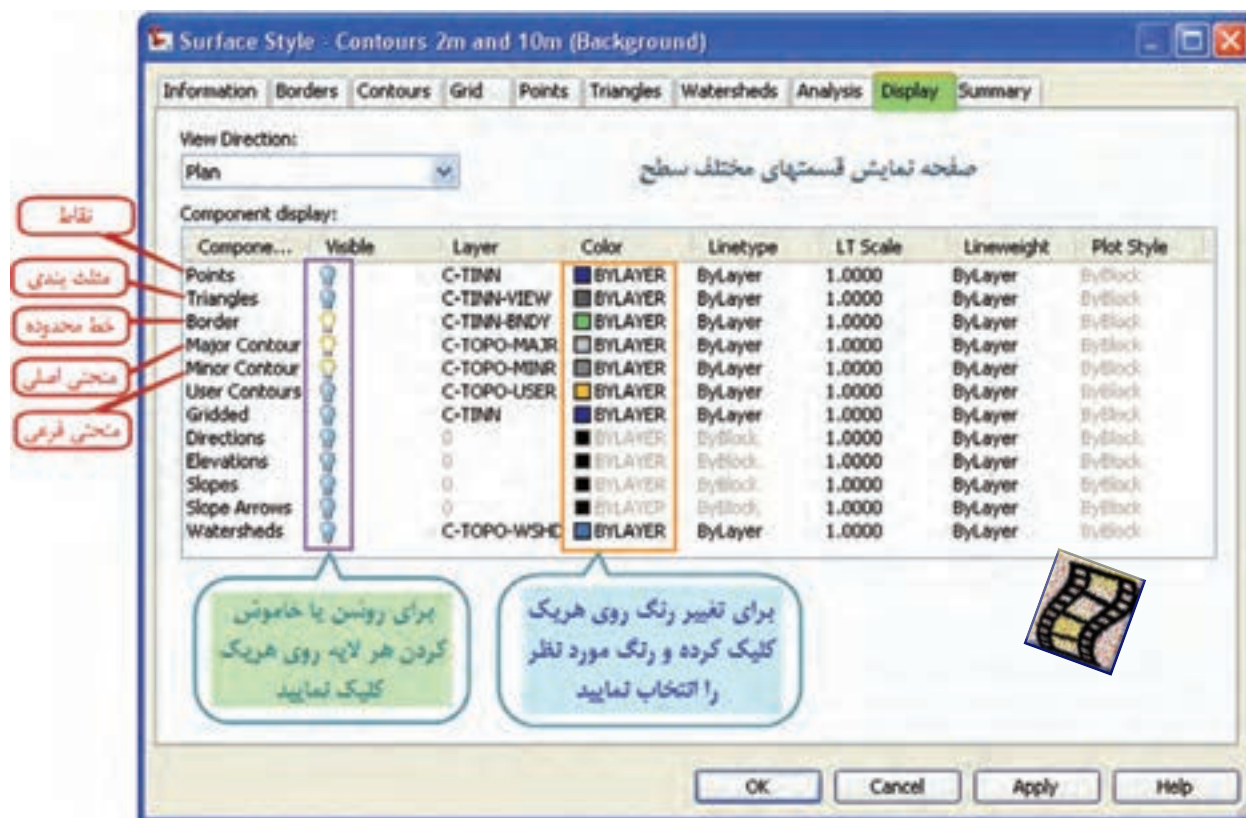 Surface Style - Contours 2m and 10m (Background)
Information Borders Contours Grid Points Triangles Watersheds Analysis Display Summary
View Direction:
Plan
صفحه نمایش قسمتهای مختلف سطح
Component display:
Compone... Visible Layer Color Linetype LT Scale Lineweight Plot Style
Points C-TINN BYLAYER ByLayer 1.0000 ByLayer ByBlock
Triangles C-TINN-VIEW BYLAYER ByLayer 1.0000 ByLayer ByBlock
Border C-TINN-BNDY BYLAYER ByLayer 1.0000 ByLayer ByBlock
Major Contour C-TOPO-MAJR BYLAYER ByLayer 1.0000 ByLayer ByBlock
Minor Contour C-TOPO-MINR BYLAYER ByLayer 1.0000 ByLayer ByBlock
User Contours C-TOPO-USER BYLAYER ByLayer 1.0000 ByLayer ByBlock
Gridded C-TINN BYLAYER ByLayer 1.0000 ByLayer ByBlock
Directions 0 BYLAYER ByBlock 1.0000 ByLayer ByBlock
Elevations 0 BYLAYER ByBlock 1.0000 ByLayer ByBlock
Slopes 0 BYLAYER ByBlock 1.0000 ByLayer ByBlock
Slope Arrows 0 BYLAYER ByBlock 1.0000 ByLayer ByBlock
Watersheds C-TOPO-WSHD BYLAYER ByLayer 1.0000 ByLayer ByBlock
نقاط
مثلث بندی
خط محدوده
منحنی اصلی
منحنی فرعی
برای روشن یا خاموش
کردن هر لایه روی هریک
کلیک نمایید
برای تغییر رنگ روی هریک
کلیک کرده و رنگ مورد نظر
را انتخاب نمایید
OK Cancel Apply Help